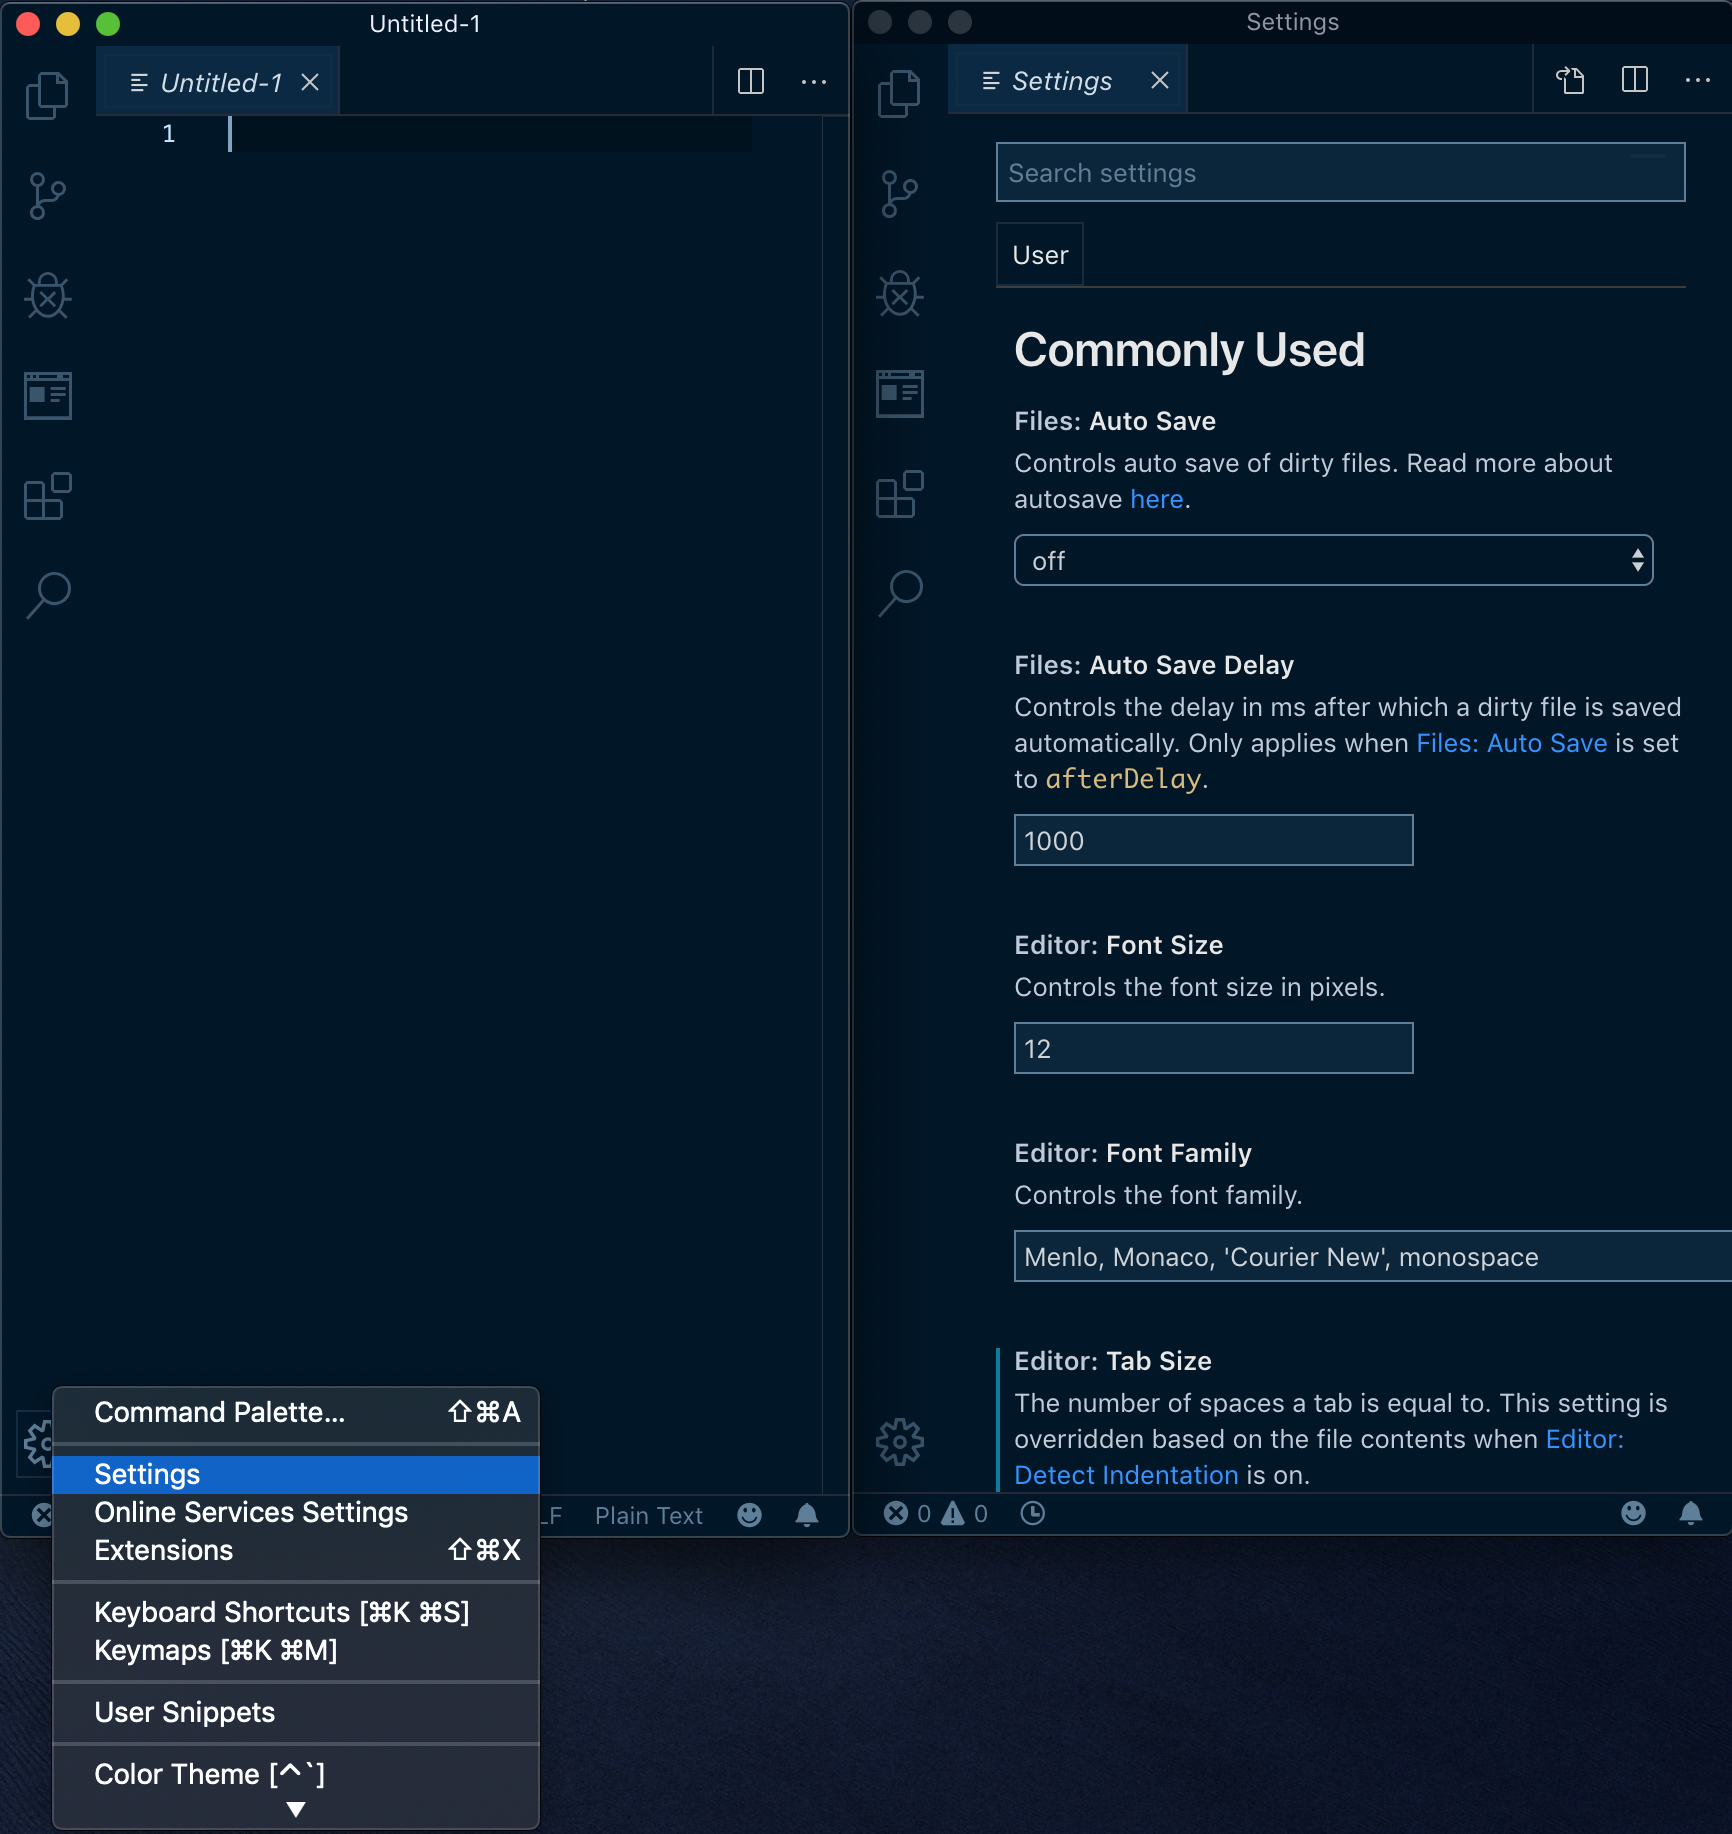 Untitled-1
Untitled-1
1
Command Palette... ⇧⌘A
Settings
Online Services Settings
Extensions ⇧⌘X
Keyboard Shortcuts [⌘K ⌘S]
Keymaps [⌘K ⌘M]
User Snippets
Color Theme [^`]
LF Plain Text
Settings
Settings
Search settings
User
Commonly Used
Files: Auto Save
Controls auto save of dirty files. Read more about
autosave here.
off
Files: Auto Save Delay
Controls the delay in ms after which a dirty file is saved
automatically. Only applies when Files: Auto Save is set
to afterDelay.
1000
Editor: Font Size
Controls the font size in pixels.
12
Editor: Font Family
Controls the font family.
Menlo, Monaco, 'Courier New', monospace
Editor: Tab Size
The number of spaces a tab is equal to. This setting is
overridden based on the file contents when Editor:
Detect Indentation is on.
0 0